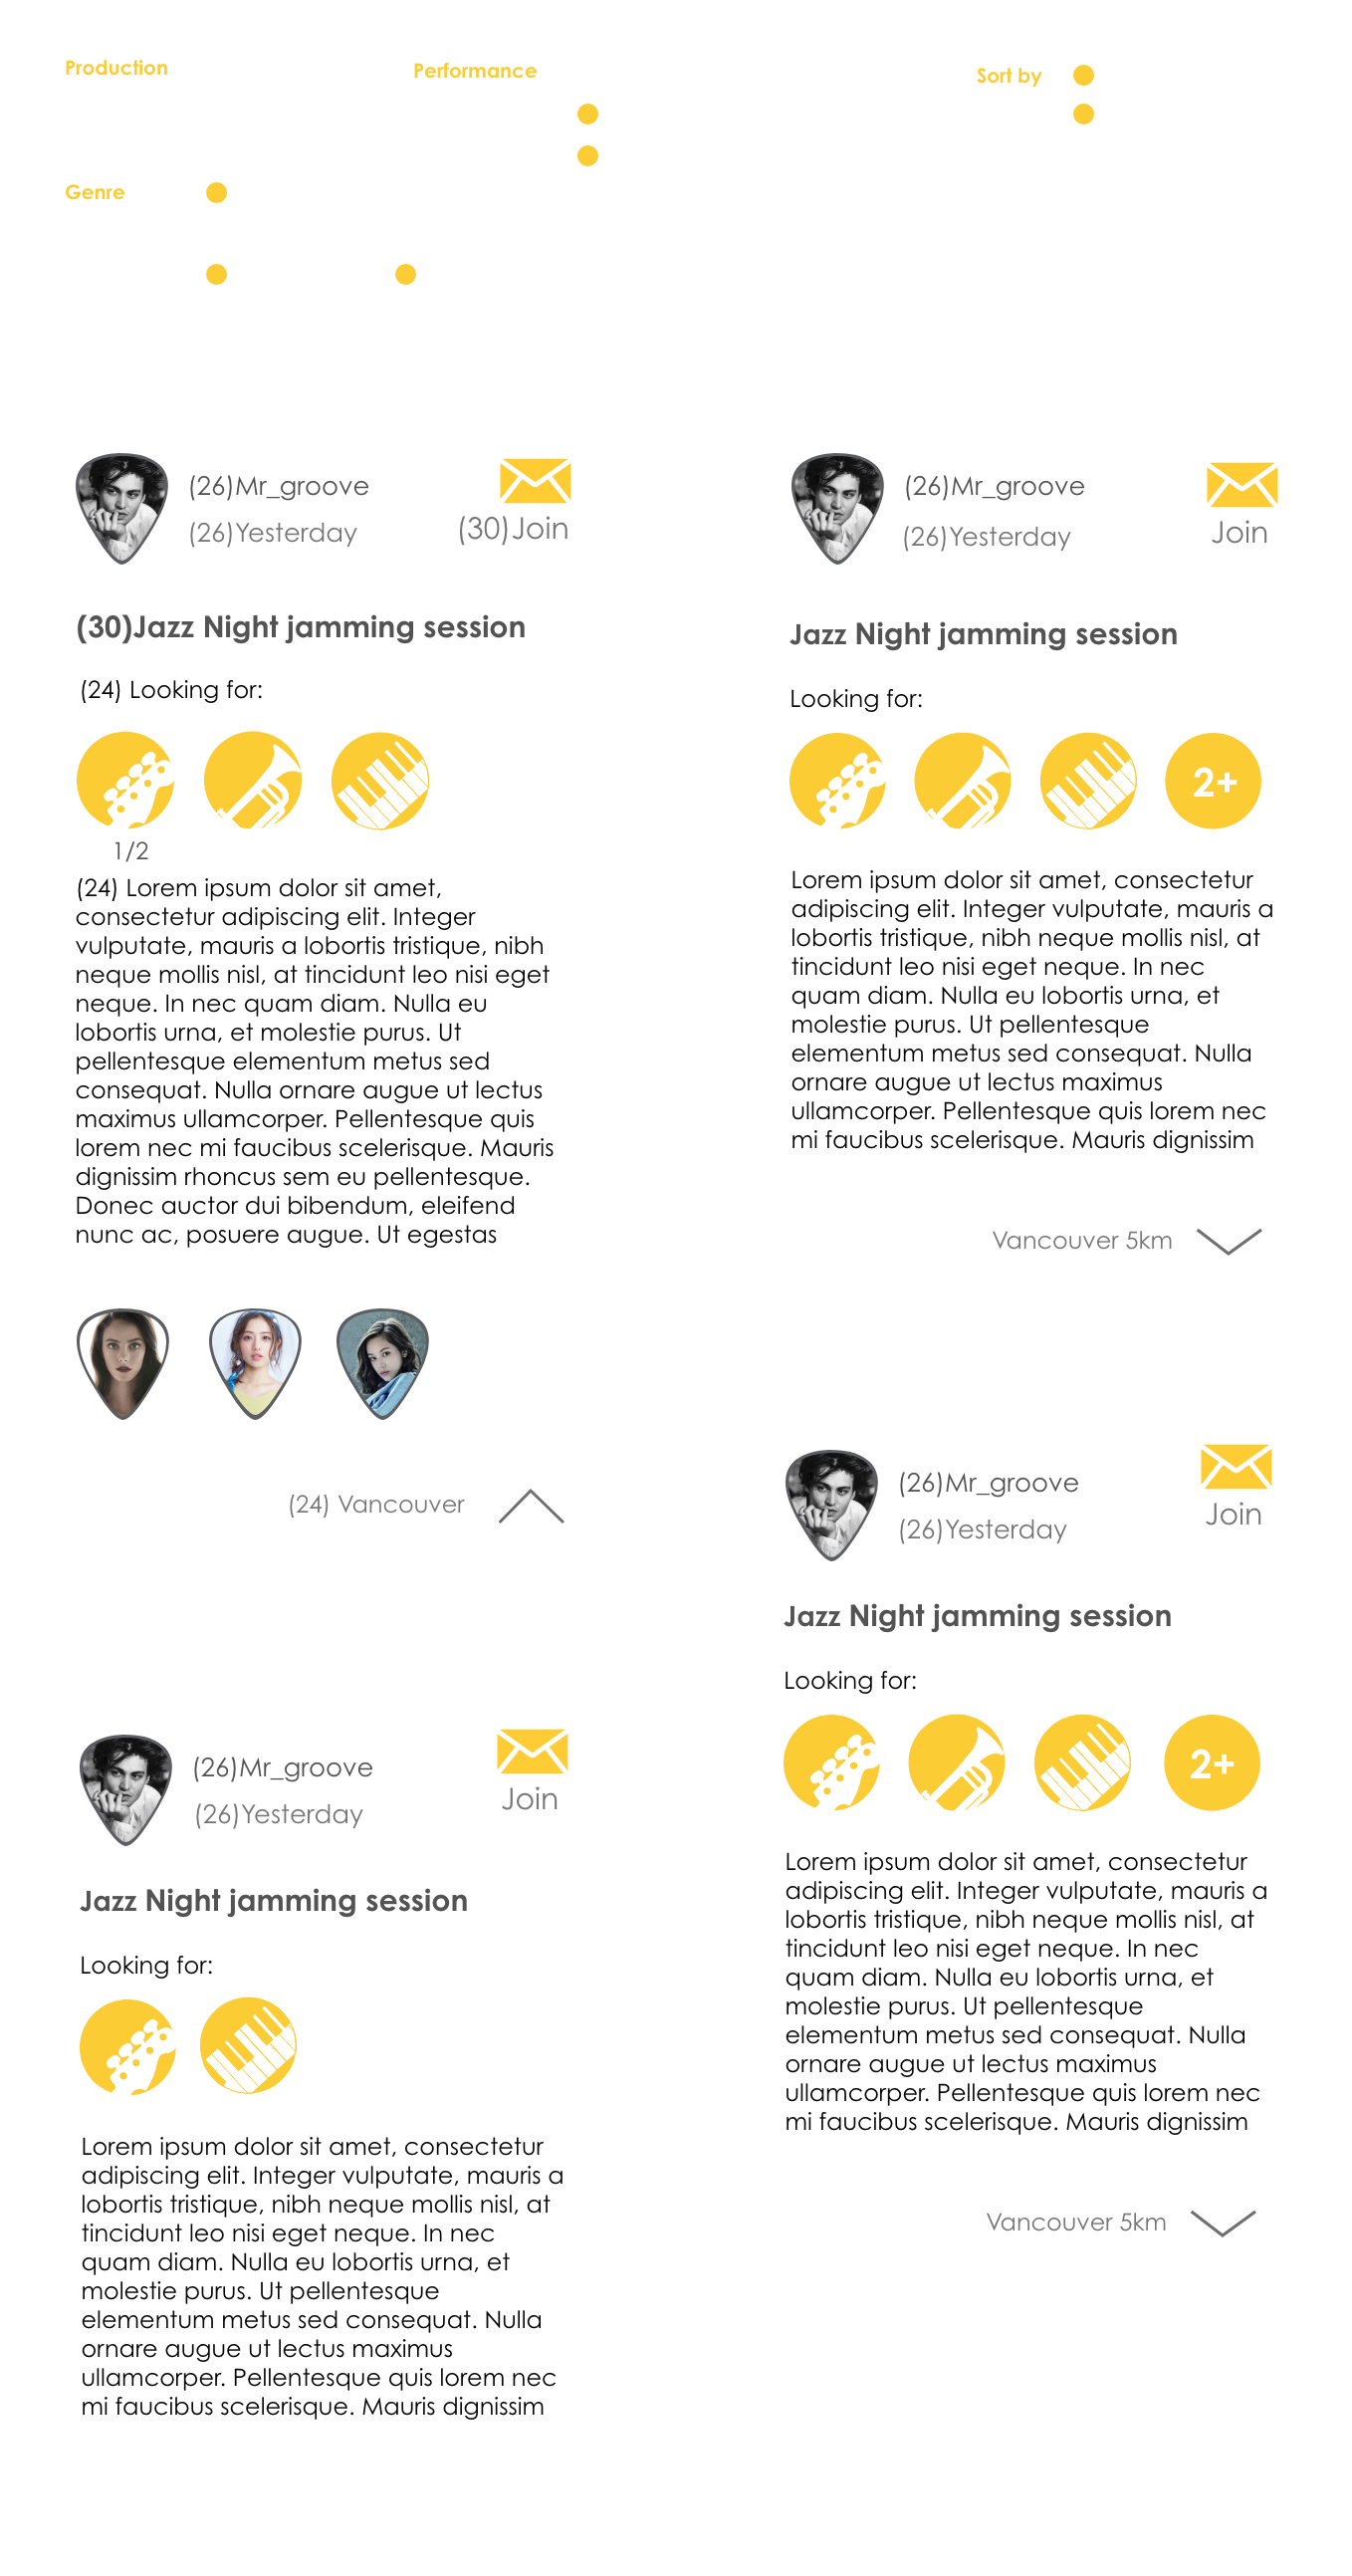 Production
Performance
Sort by
Genre
(26)Mr_groove
(26)Yesterday
(30)Join
(30)Jazz Night jamming session
(24) Looking for:
1/2
(24) Lorem ipsum dolor sit amet,
consectetur adipiscing elit. Integer
vulputate, mauris a lobortis tristique, nibh
neque mollis nisl, at tincidunt leo nisi eget
neque. In nec quam diam. Nulla eu
lobortis urna, et molestie purus. Ut
pellentesque elementum metus sed
consequat. Nulla ornare augue ut lectus
maximus ullamcorper. Pellentesque quis
lorem nec mi faucibus scelerisque. Mauris
dignissim rhoncus sem eu pellentesque.
Donec auctor dui bibendum, eleifend
nunc ac, posuere augue. Ut egestas
(24) Vancouver
(26)Mr_groove
(26)Yesterday
Join
Jazz Night jamming session
Looking for:
Lorem ipsum dolor sit amet, consectetur
adipiscing elit. Integer vulputate, mauris a
lobortis tristique, nibh neque mollis nisl, at
tincidunt leo nisi eget neque. In nec
quam diam. Nulla eu lobortis urna, et
molestie purus. Ut pellentesque
elementum metus sed consequat. Nulla
ornare augue ut lectus maximus
ullamcorper. Pellentesque quis lorem nec
mi faucibus scelerisque. Mauris dignissim
(26)Mr_groove
(26)Yesterday
Join
Jazz Night jamming session
Looking for:
2+
Lorem ipsum dolor sit amet, consectetur
adipiscing elit. Integer vulputate, mauris a
lobortis tristique, nibh neque mollis nisl, at
tincidunt leo nisi eget neque. In nec
quam diam. Nulla eu lobortis urna, et
molestie purus. Ut pellentesque
elementum metus sed consequat. Nulla
ornare augue ut lectus maximus
ullamcorper. Pellentesque quis lorem nec
mi faucibus scelerisque. Mauris dignissim
Vancouver 5km
(26)Mr_groove
(26)Yesterday
Join
Jazz Night jamming session
Looking for:
2+
Lorem ipsum dolor sit amet, consectetur
adipiscing elit. Integer vulputate, mauris a
lobortis tristique, nibh neque mollis nisl, at
tincidunt leo nisi eget neque. In nec
quam diam. Nulla eu lobortis urna, et
molestie purus. Ut pellentesque
elementum metus sed consequat. Nulla
ornare augue ut lectus maximus
ullamcorper. Pellentesque quis lorem nec
mi faucibus scelerisque. Mauris dignissim
Vancouver 5km